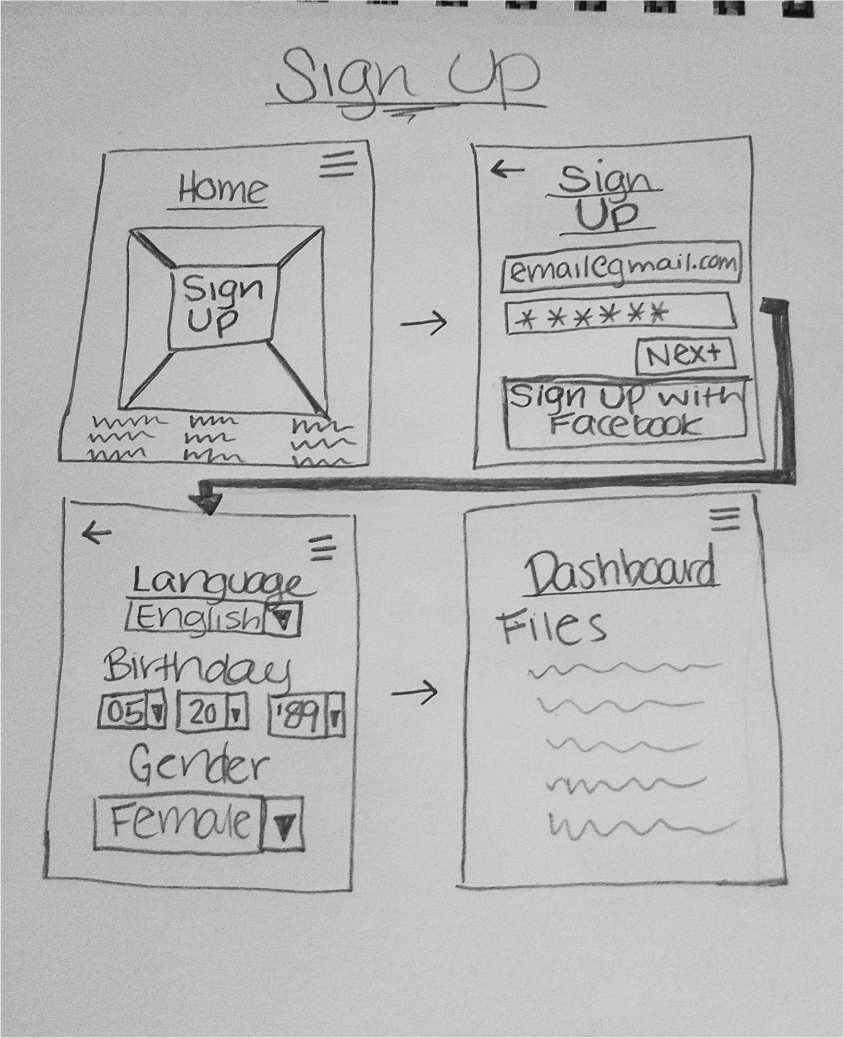 Sign Up
Home
Sign
Up
Sign
Up
email@gmail.com
******
Next
Sign Up with
Facebook
Language
English
Birthday
05 20 '89
Gender
Female
Dashboard
Files